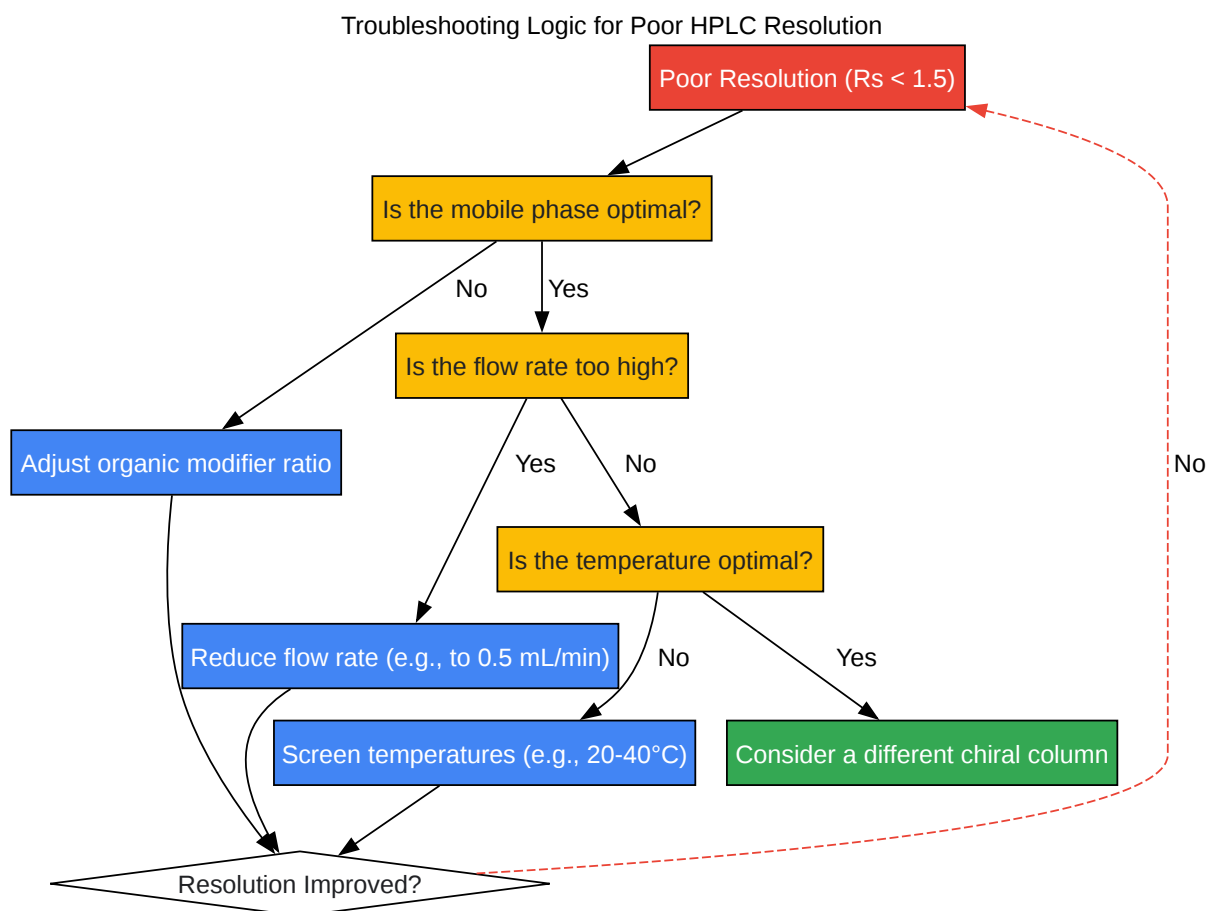 Troubleshooting Logic for Poor HPLC Resolution
Poor Resolution (Rs < 1.5)
Is the mobile phase optimal?
No
Yes
Is the flow rate too high?
Adjust organic modifier ratio
Yes
No
No
Is the temperature optimal?
Reduce flow rate (e.g., to 0.5 mL/min)
No
Yes
Screen temperatures (e.g., 20-40°C)
Consider a different chiral column
Resolution Improved?